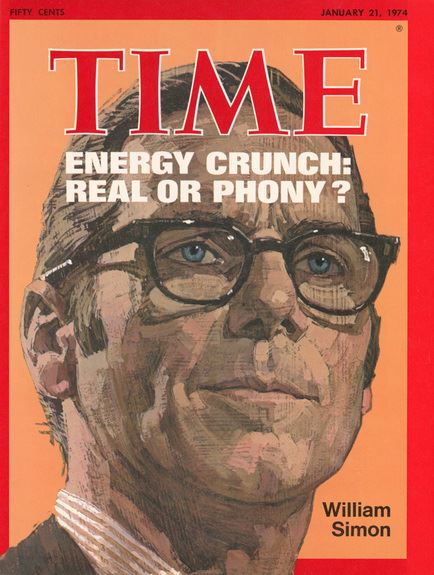 FIFTY CENTS
JANUARY 21, 1974
®
TIME
ENERGY CRUNCH:
REAL OR PHONY?
William
Simon